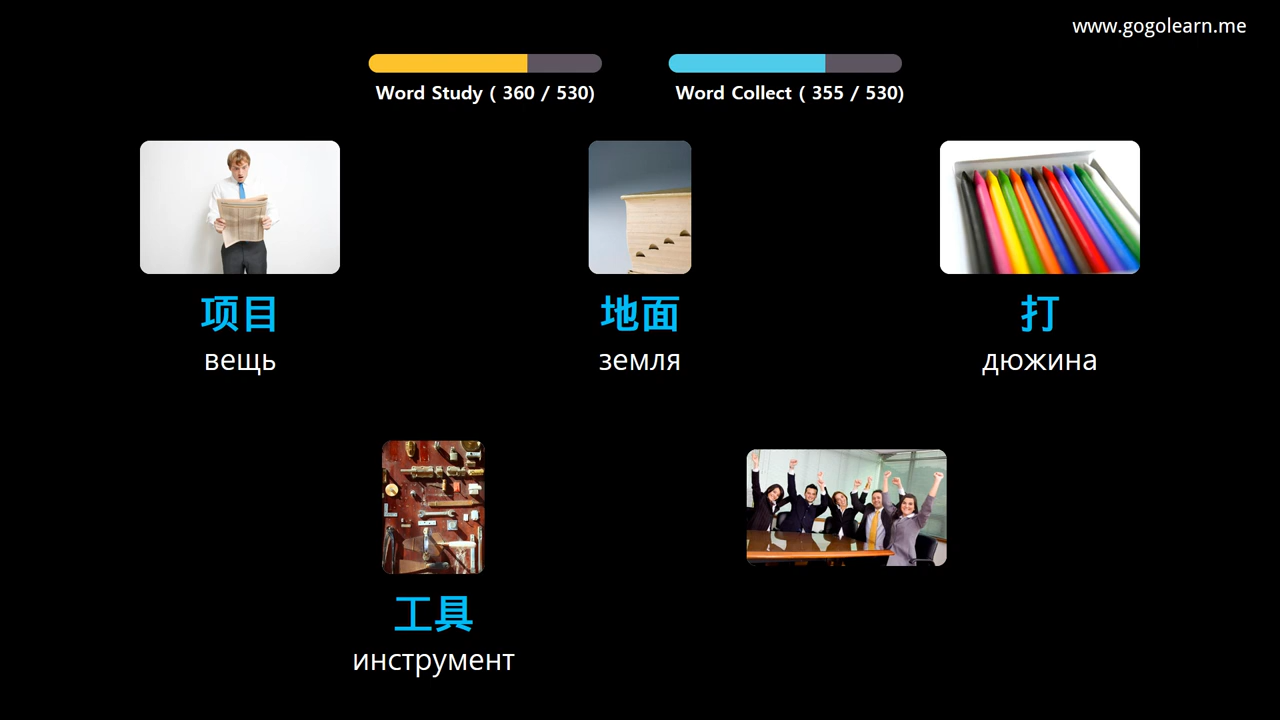 www.gogolearn.me
Word Study ( 360 / 530)
Word Collect ( 355 / 530)
项目
вещь
地面
земля
打
дюжина
工具
инструмент